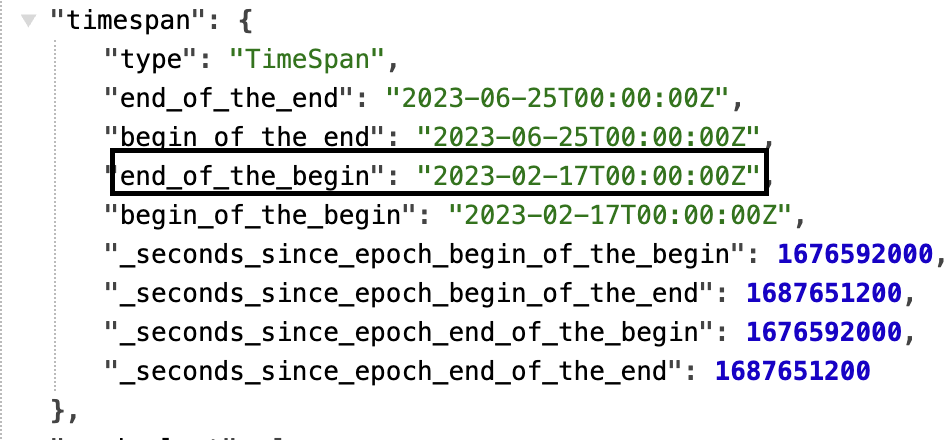 "timespan": {
"type": "TimeSpan",
"end_of_the_end": "2023-06-25T00:00:00Z",
"begin_of_the_end": "2023-06-25T00:00:00Z",
"end_of_the_begin": "2023-02-17T00:00:00Z",
"begin_of_the_begin": "2023-02-17T00:00:00Z",
"_seconds_since_epoch_begin_of_the_begin": 1676592000,
"_seconds_since_epoch_begin_of_the_end": 1687651200,
"_seconds_since_epoch_end_of_the_begin": 1676592000,
"_seconds_since_epoch_end_of_the_end": 1687651200
},